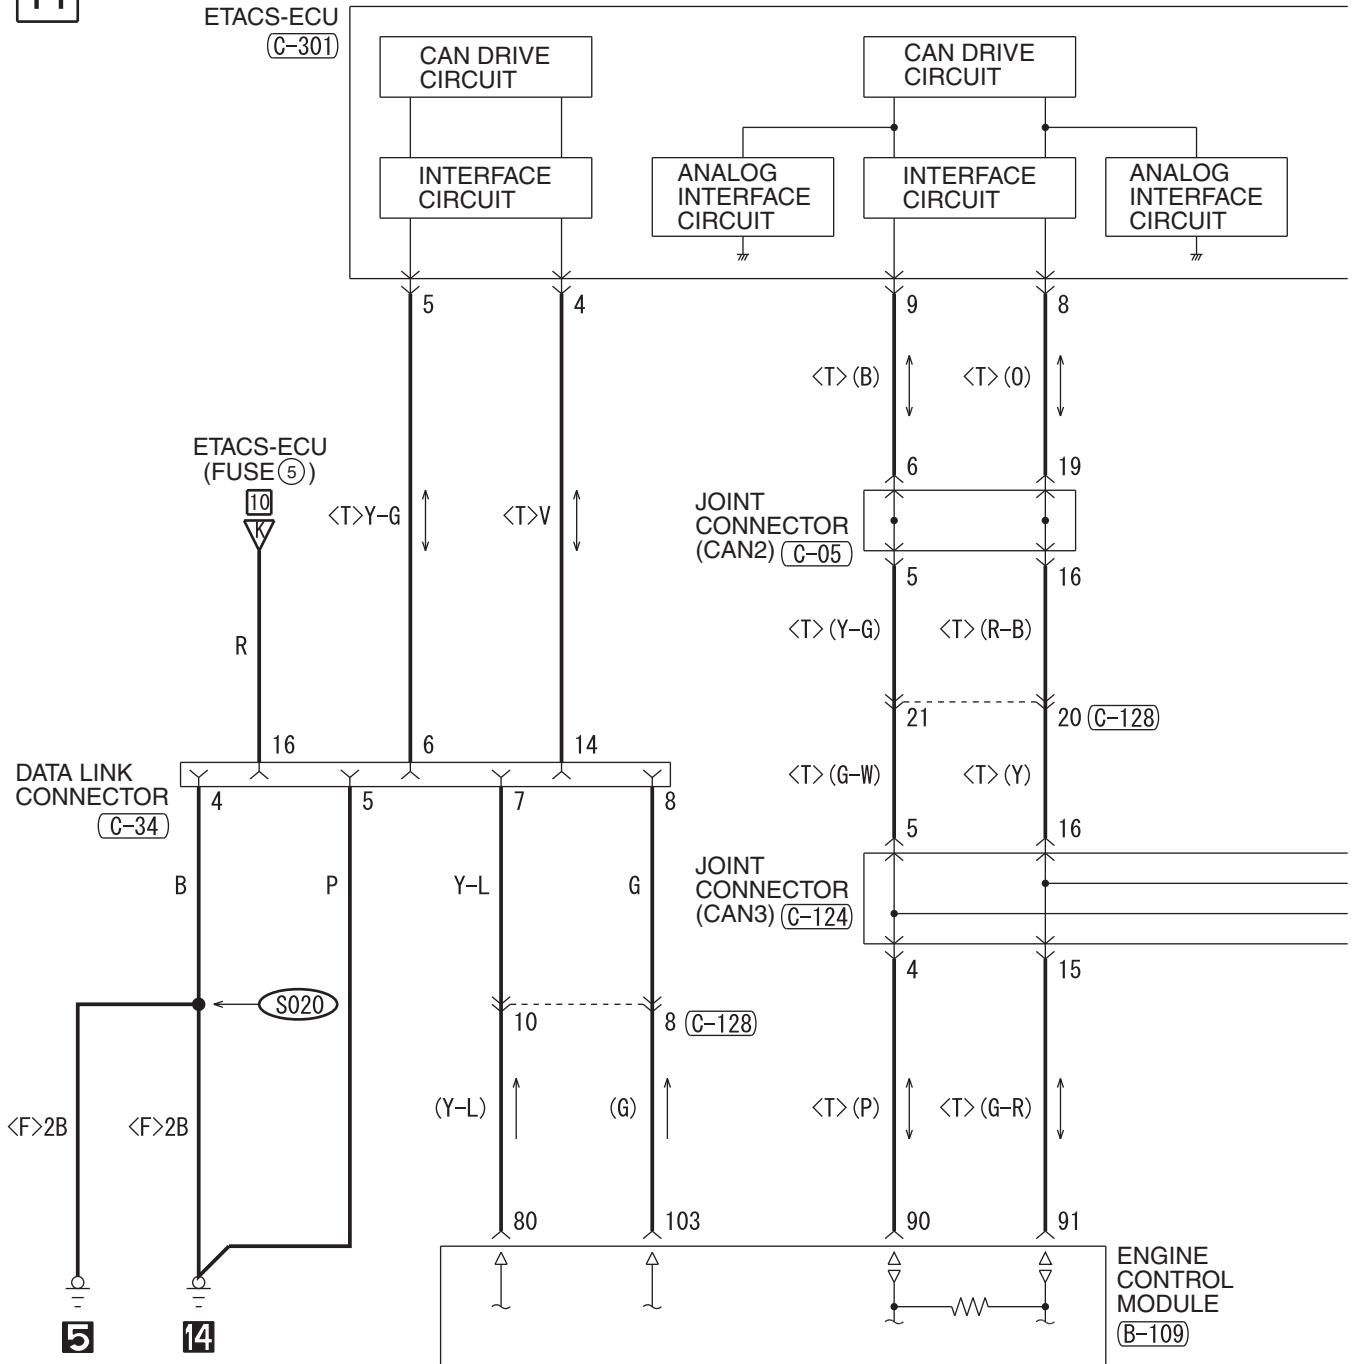 11
ETACS-ECU
C-301
CAN DRIVE
CIRCUIT
CAN DRIVE
CIRCUIT
INTERFACE
CIRCUIT
ANALOG
INTERFACE
CIRCUIT
INTERFACE
CIRCUIT
ANALOG
INTERFACE
CIRCUIT
5
4
9
8
<T>(B)
<T>(O)
ETACS-ECU
(FUSE 5)
10
K
<T>Y-G
<T>V
6
19
JOINT
CONNECTOR
(CAN2) C-05
5
16
R
<T>(Y-G)
<T>(R-B)
21
20 C-128
16
6
14
DATA LINK
CONNECTOR
C-34
4
5
7
8
<T>(G-W)
<T>(Y)
5
16
B
P
Y-L
G
JOINT
CONNECTOR
(CAN3) C-124
4
15
S020
10
8 C-128
<F>2B
<F>2B
(Y-L)
(G)
<T>(P)
<T>(G-R)
80
103
90
91
ENGINE
CONTROL
MODULE
B-109
5
14